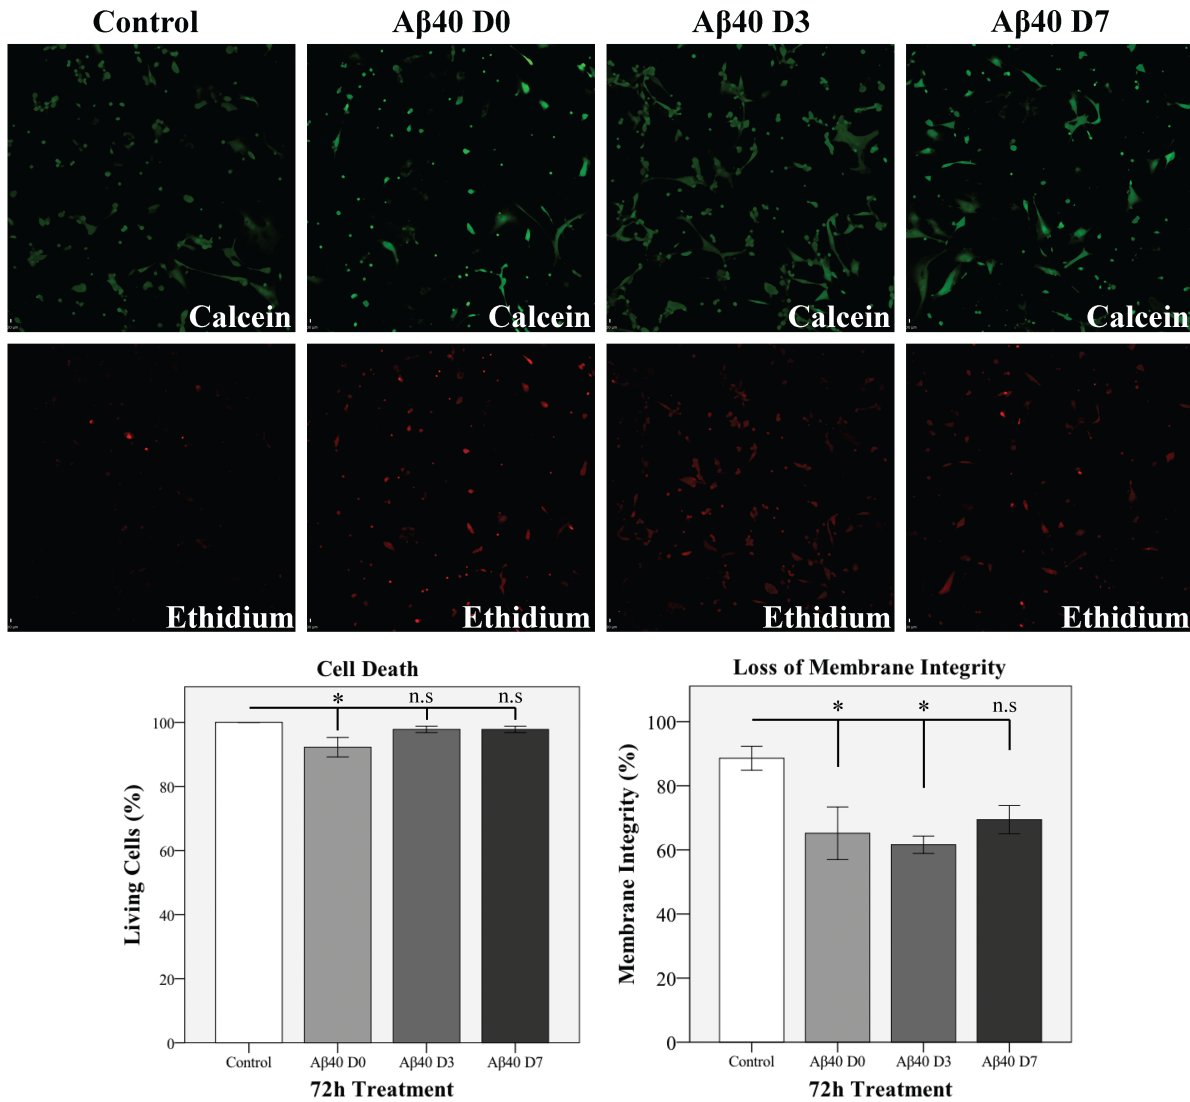 Control Aβ40 D0 Aβ40 D3 Aβ40 D7
Calcein Calcein Calcein Calcein
Ethidium Ethidium Ethidium Ethidium
Cell Death
* n.s n.s
100
80
60
40
20
0
Living Cells (%)
Control Aβ40 D0 Aβ40 D3 Aβ40 D7
72h Treatment
Loss of Membrane Integrity
* * n.s
100
80
60
40
20
0
Membrane Integrity (%)
Control Aβ40 D0 Aβ40 D3 Aβ40 D7
72h Treatment